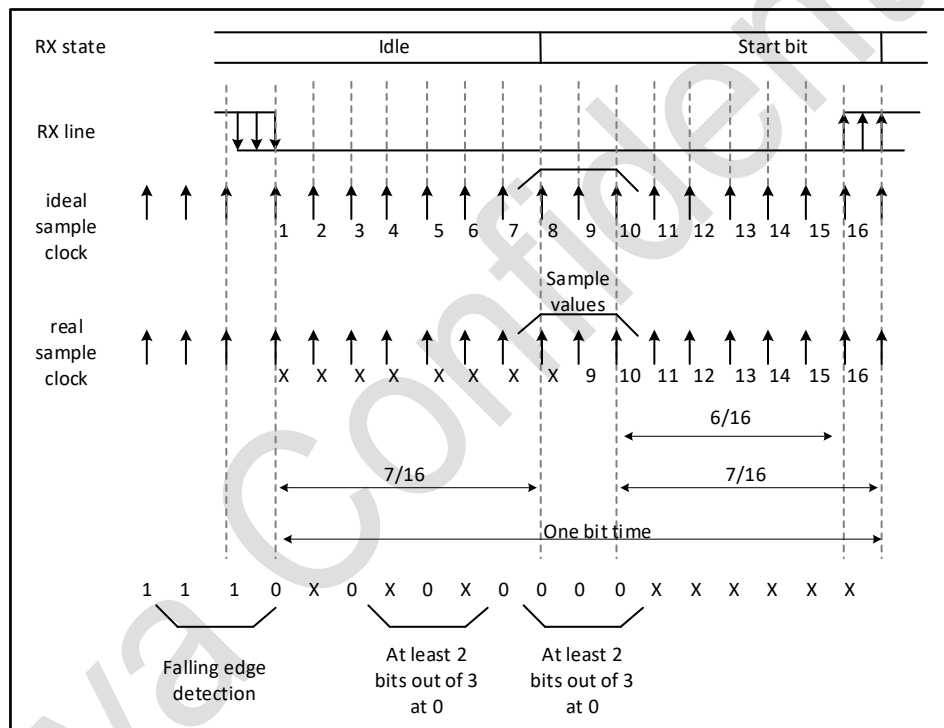 RX state
Idle
Start bit
RX line
ideal
sample
clock
1 2 3 4 5 6 7 8 9 10 11 12 13 14 15 16
Sample
values
real
sample
clock
X X X X X X X X 9 10 11 12 13 14 15 16
6/16
7/16
7/16
One bit time
1 1 1 0 X 0 X 0 X 0 0 0 0 X X X X X X
Falling edge
detection
At least 2
bits out of 3
at 0
At least 2
bits out of 3
at 0